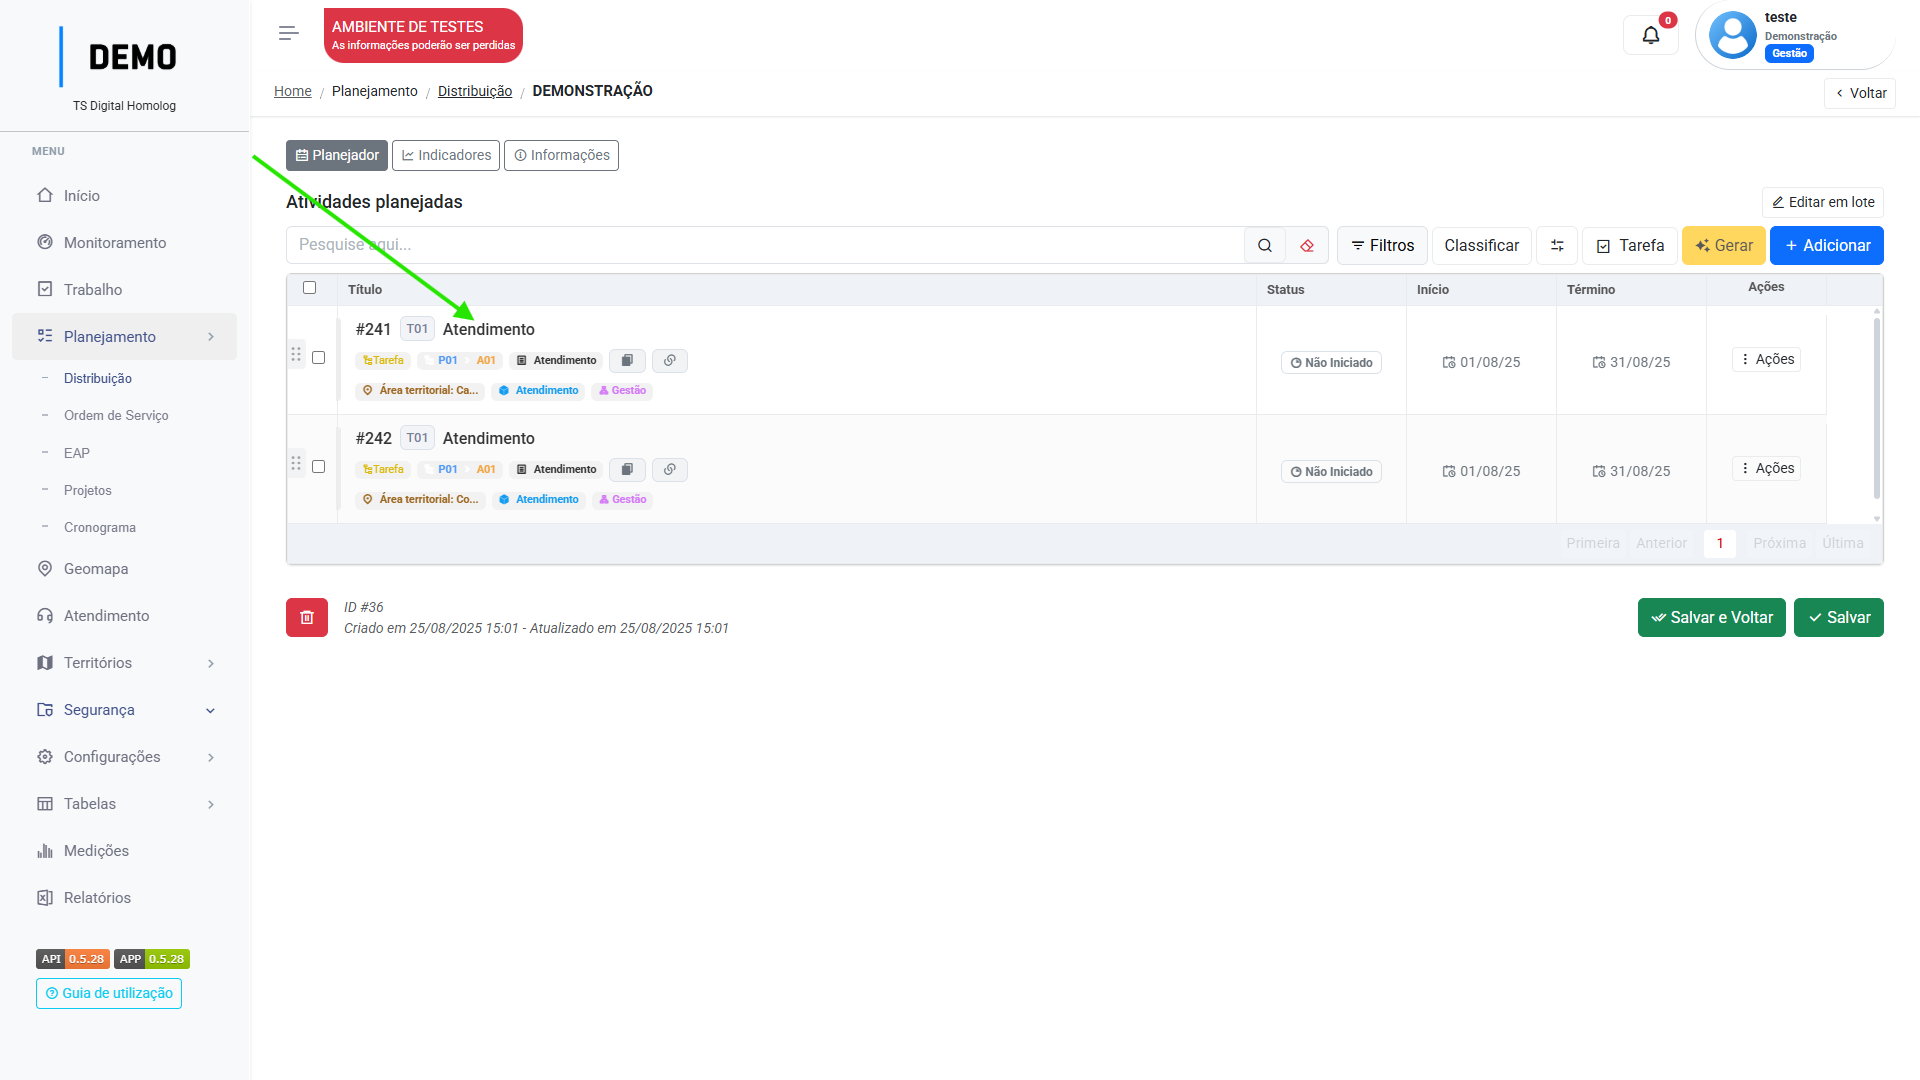 DEMO
TS Digital Homolog
MENU
Início
Monitoramento
Trabalho
Planejamento
Distribuição
Ordem de Serviço
EAP
Projetos
Cronograma
Geomapa
Atendimento
Territórios
Segurança
Configurações
Tabelas
Medições
Relatórios
API 0.5.28 APP 0.5.28
Guia de utilização
AMBIENTE DE TESTES
As informações poderão ser perdidas
0
teste
Demonstração
Gestão
Home / Planejamento / Distribuição / DEMONSTRAÇÃO
Voltar
Planejador Indicadores Informações
Atividades planejadas
Editar em lote
Pesquise aqui...
Filtros Classificar Tarefa Gerar + Adicionar
Título Status Início Término Ações
#241 T01 Atendimento
Tarefa P01 A01 Atendimento
Área territorial: Ca... Atendimento Gestão
Não Iniciado 01/08/25 31/08/25 Ações
#242 T01 Atendimento
Tarefa P01 A01 Atendimento
Área territorial: Co... Atendimento Gestão
Não Iniciado 01/08/25 31/08/25 Ações
Primeira Anterior 1 Próxima Última
ID #36
Criado em 25/08/2025 15:01 - Atualizado em 25/08/2025 15:01
Salvar e Voltar Salvar